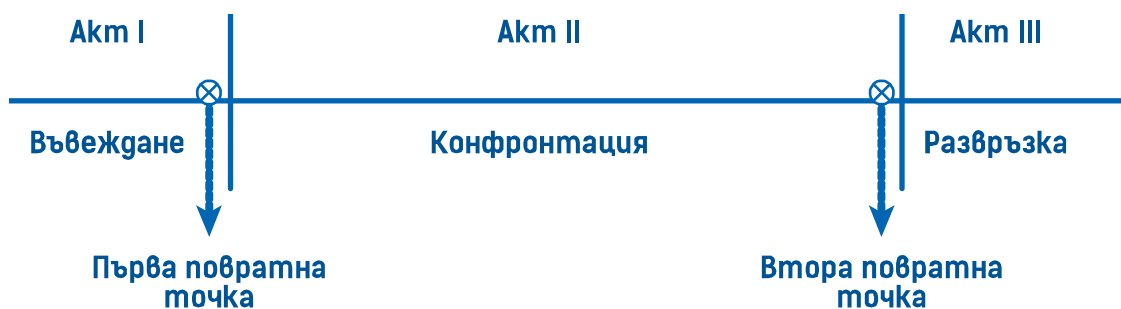 Акт I
Акт II
Акт III
Въвеждане
Конфронтация
Развръзка
Първа повратна
точка
Втора повратна
точка